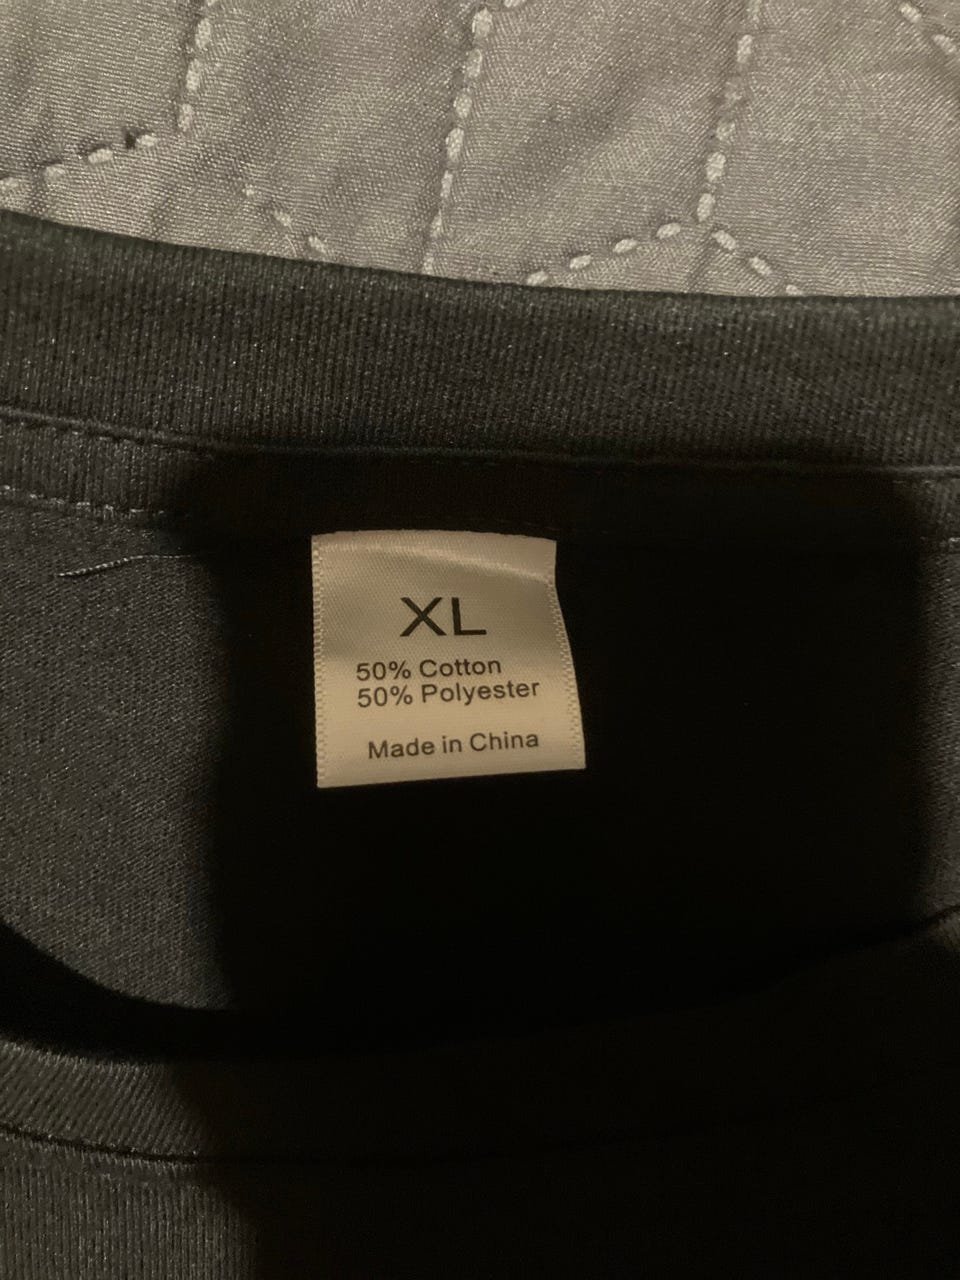 XL
50% Cotton
50% Polyester
Made in China